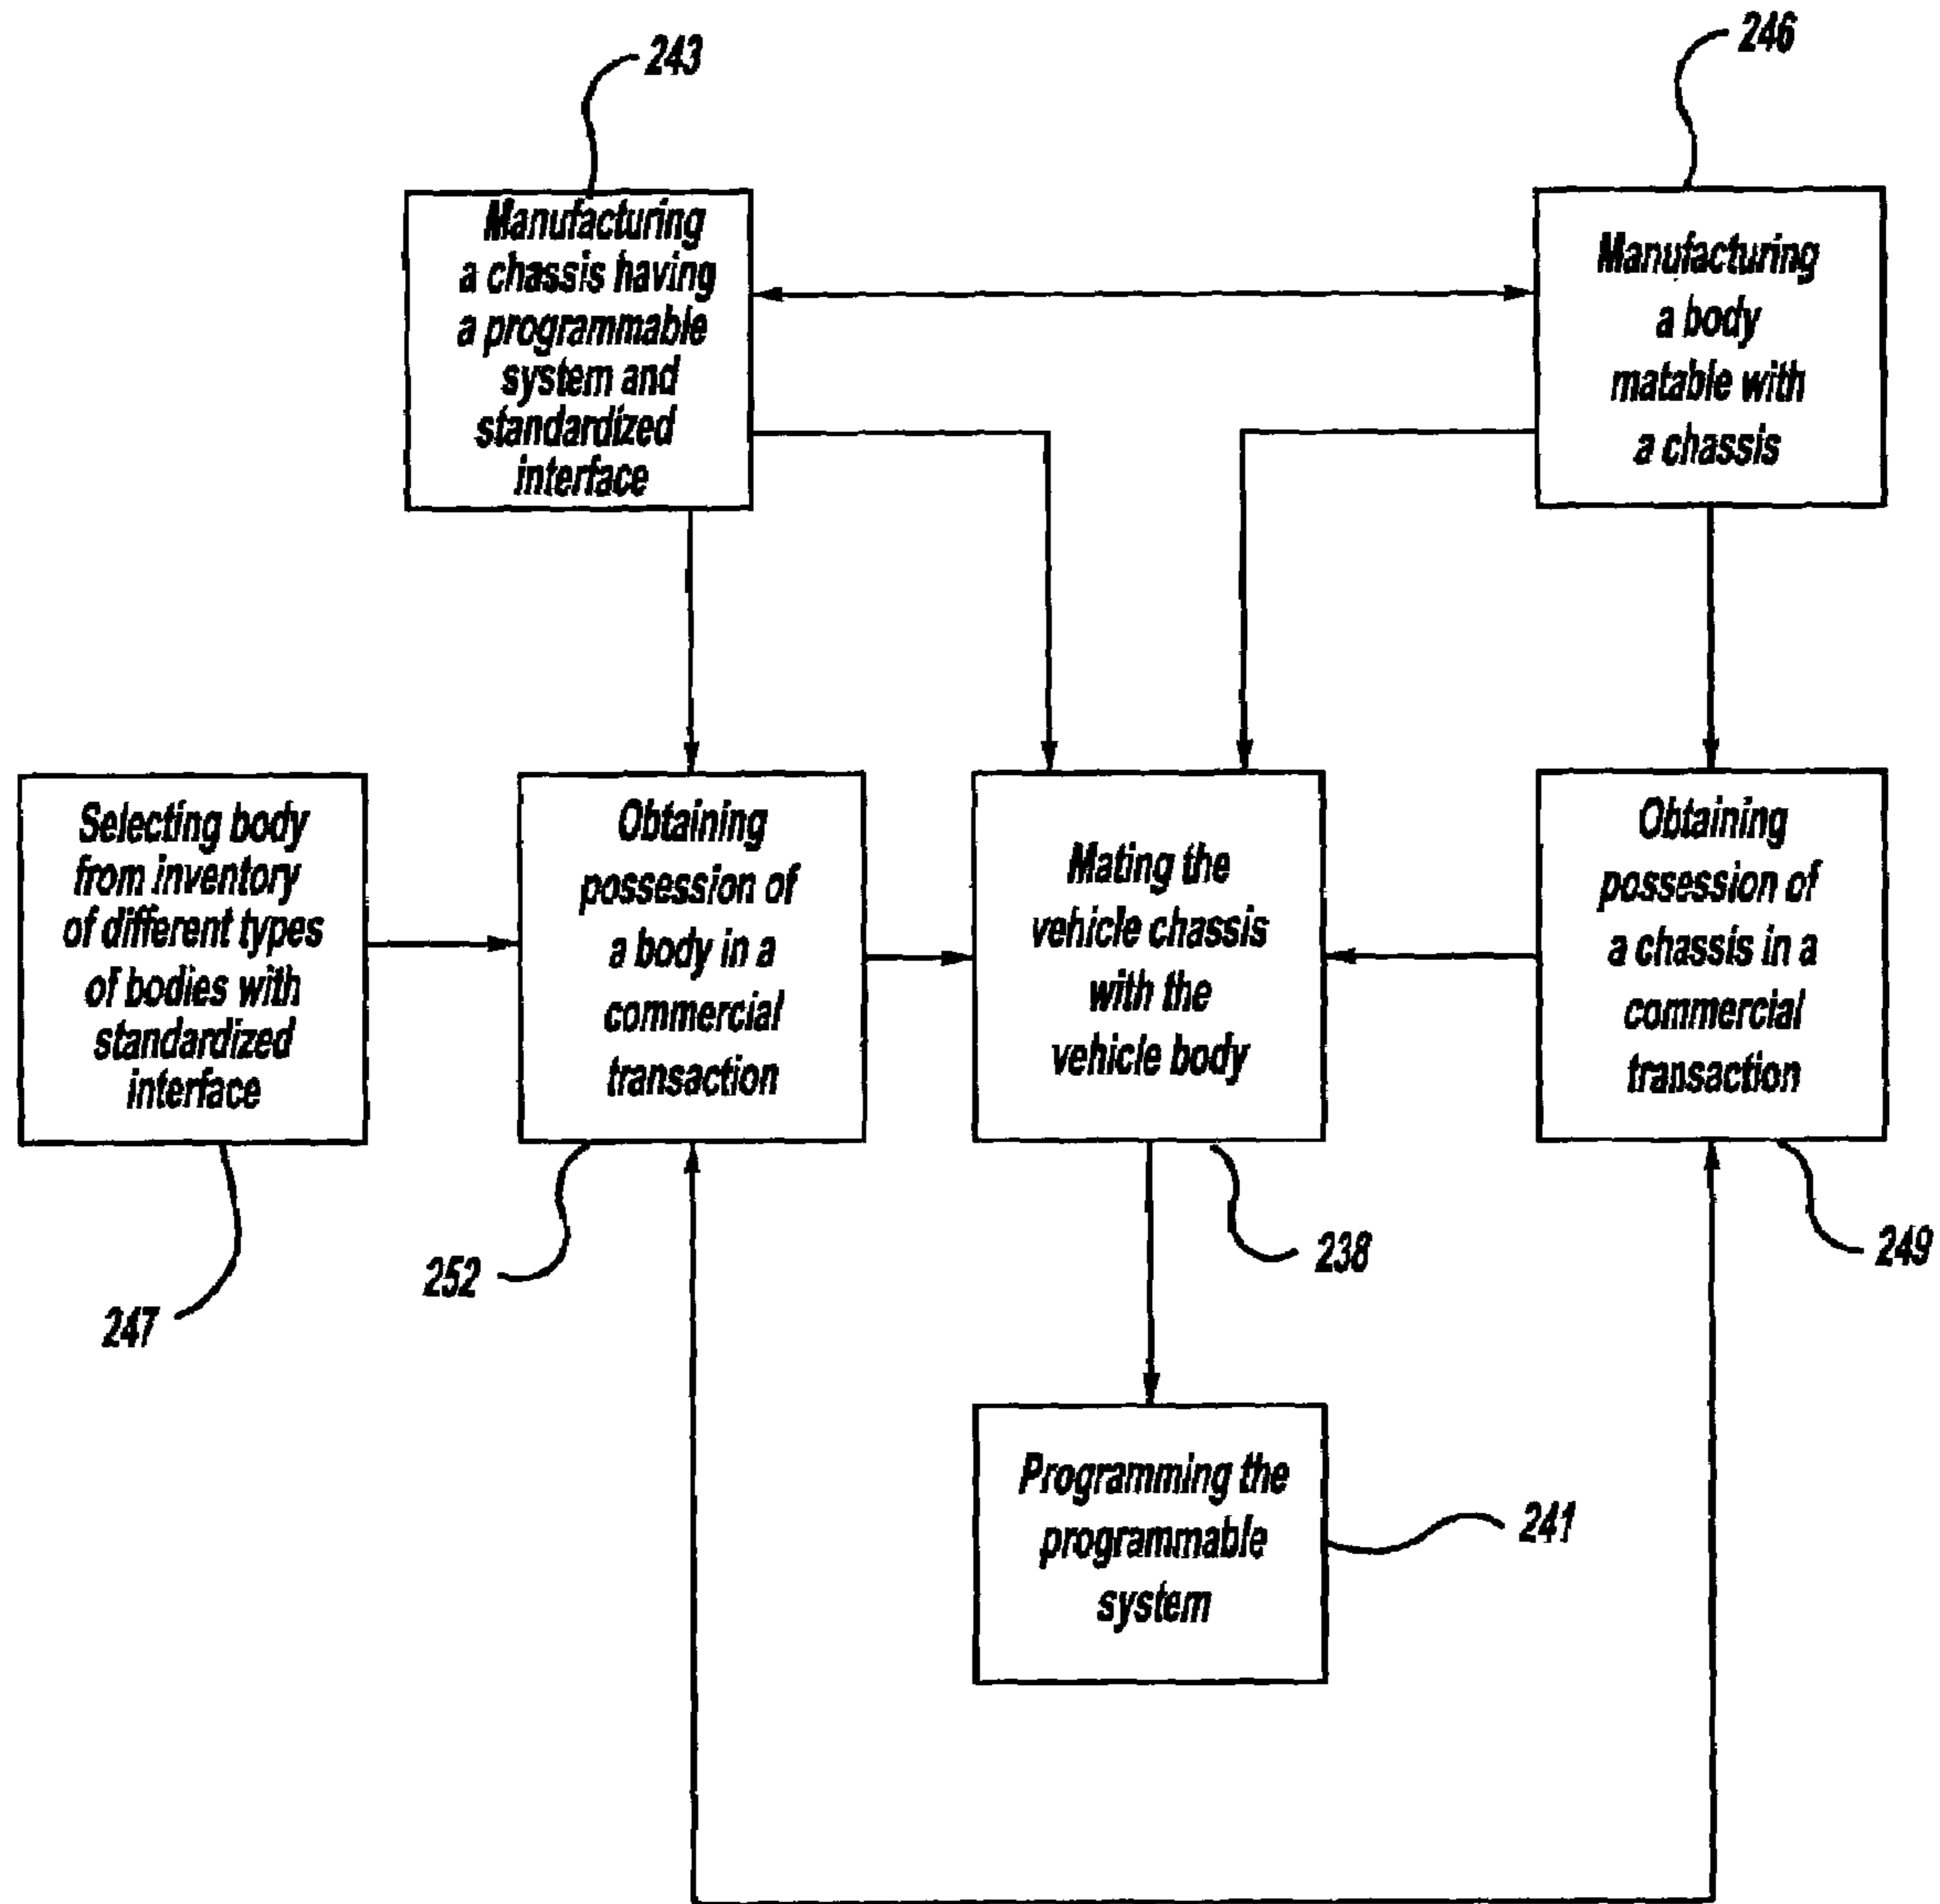 243
246
Manufacturing
a chassis having
a programmable
system and
standardized
interface
Manufacturing
a body
matable with
a chassis
Selecting body
from inventory
of different types
of bodies with
standardized
interface
Obtaining
possession of
a body in a
commercial
transaction
Mating the
vehicle chassis
with the
vehicle body
Obtaining
possession of
a chassis in a
commercial
transaction
247
252
238
249
Programming the
programmable
system
241